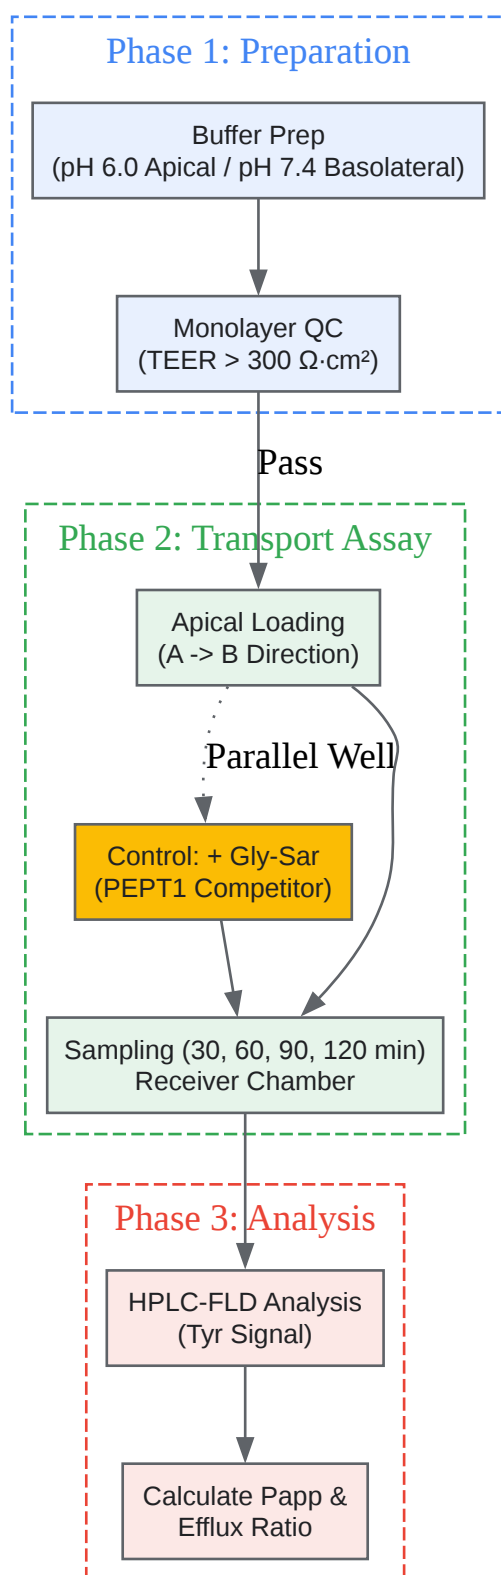 Phase 1: Preparation
Buffer Prep
(pH 6.0 Apical / pH 7.4 Basolateral)
Monolayer QC
(TEER > 300 Ω·cm²)
Pass
Phase 2: Transport Assay
Apical Loading
(A -> B Direction)
Parallel Well
Control: + Gly-Sar
(PEPT1 Competitor)
Sampling (30, 60, 90, 120 min)
Receiver Chamber
Phase 3: Analysis
HPLC-FLD Analysis
(Tyr Signal)
Calculate Papp &
Efflux Ratio